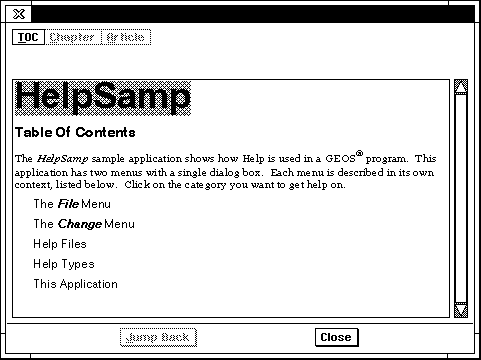 TOC Chapter Article
HelpSamp
Table Of Contents
The HelpSamp sample application shows how Help is used in a GEOS® program. This
application has two menus with a single dialog box. Each menu is described in its own
context, listed below. Click on the category you want to get help on.
The File Menu
The Change Menu
Help Files
Help Types
This Application
Jump Back Close